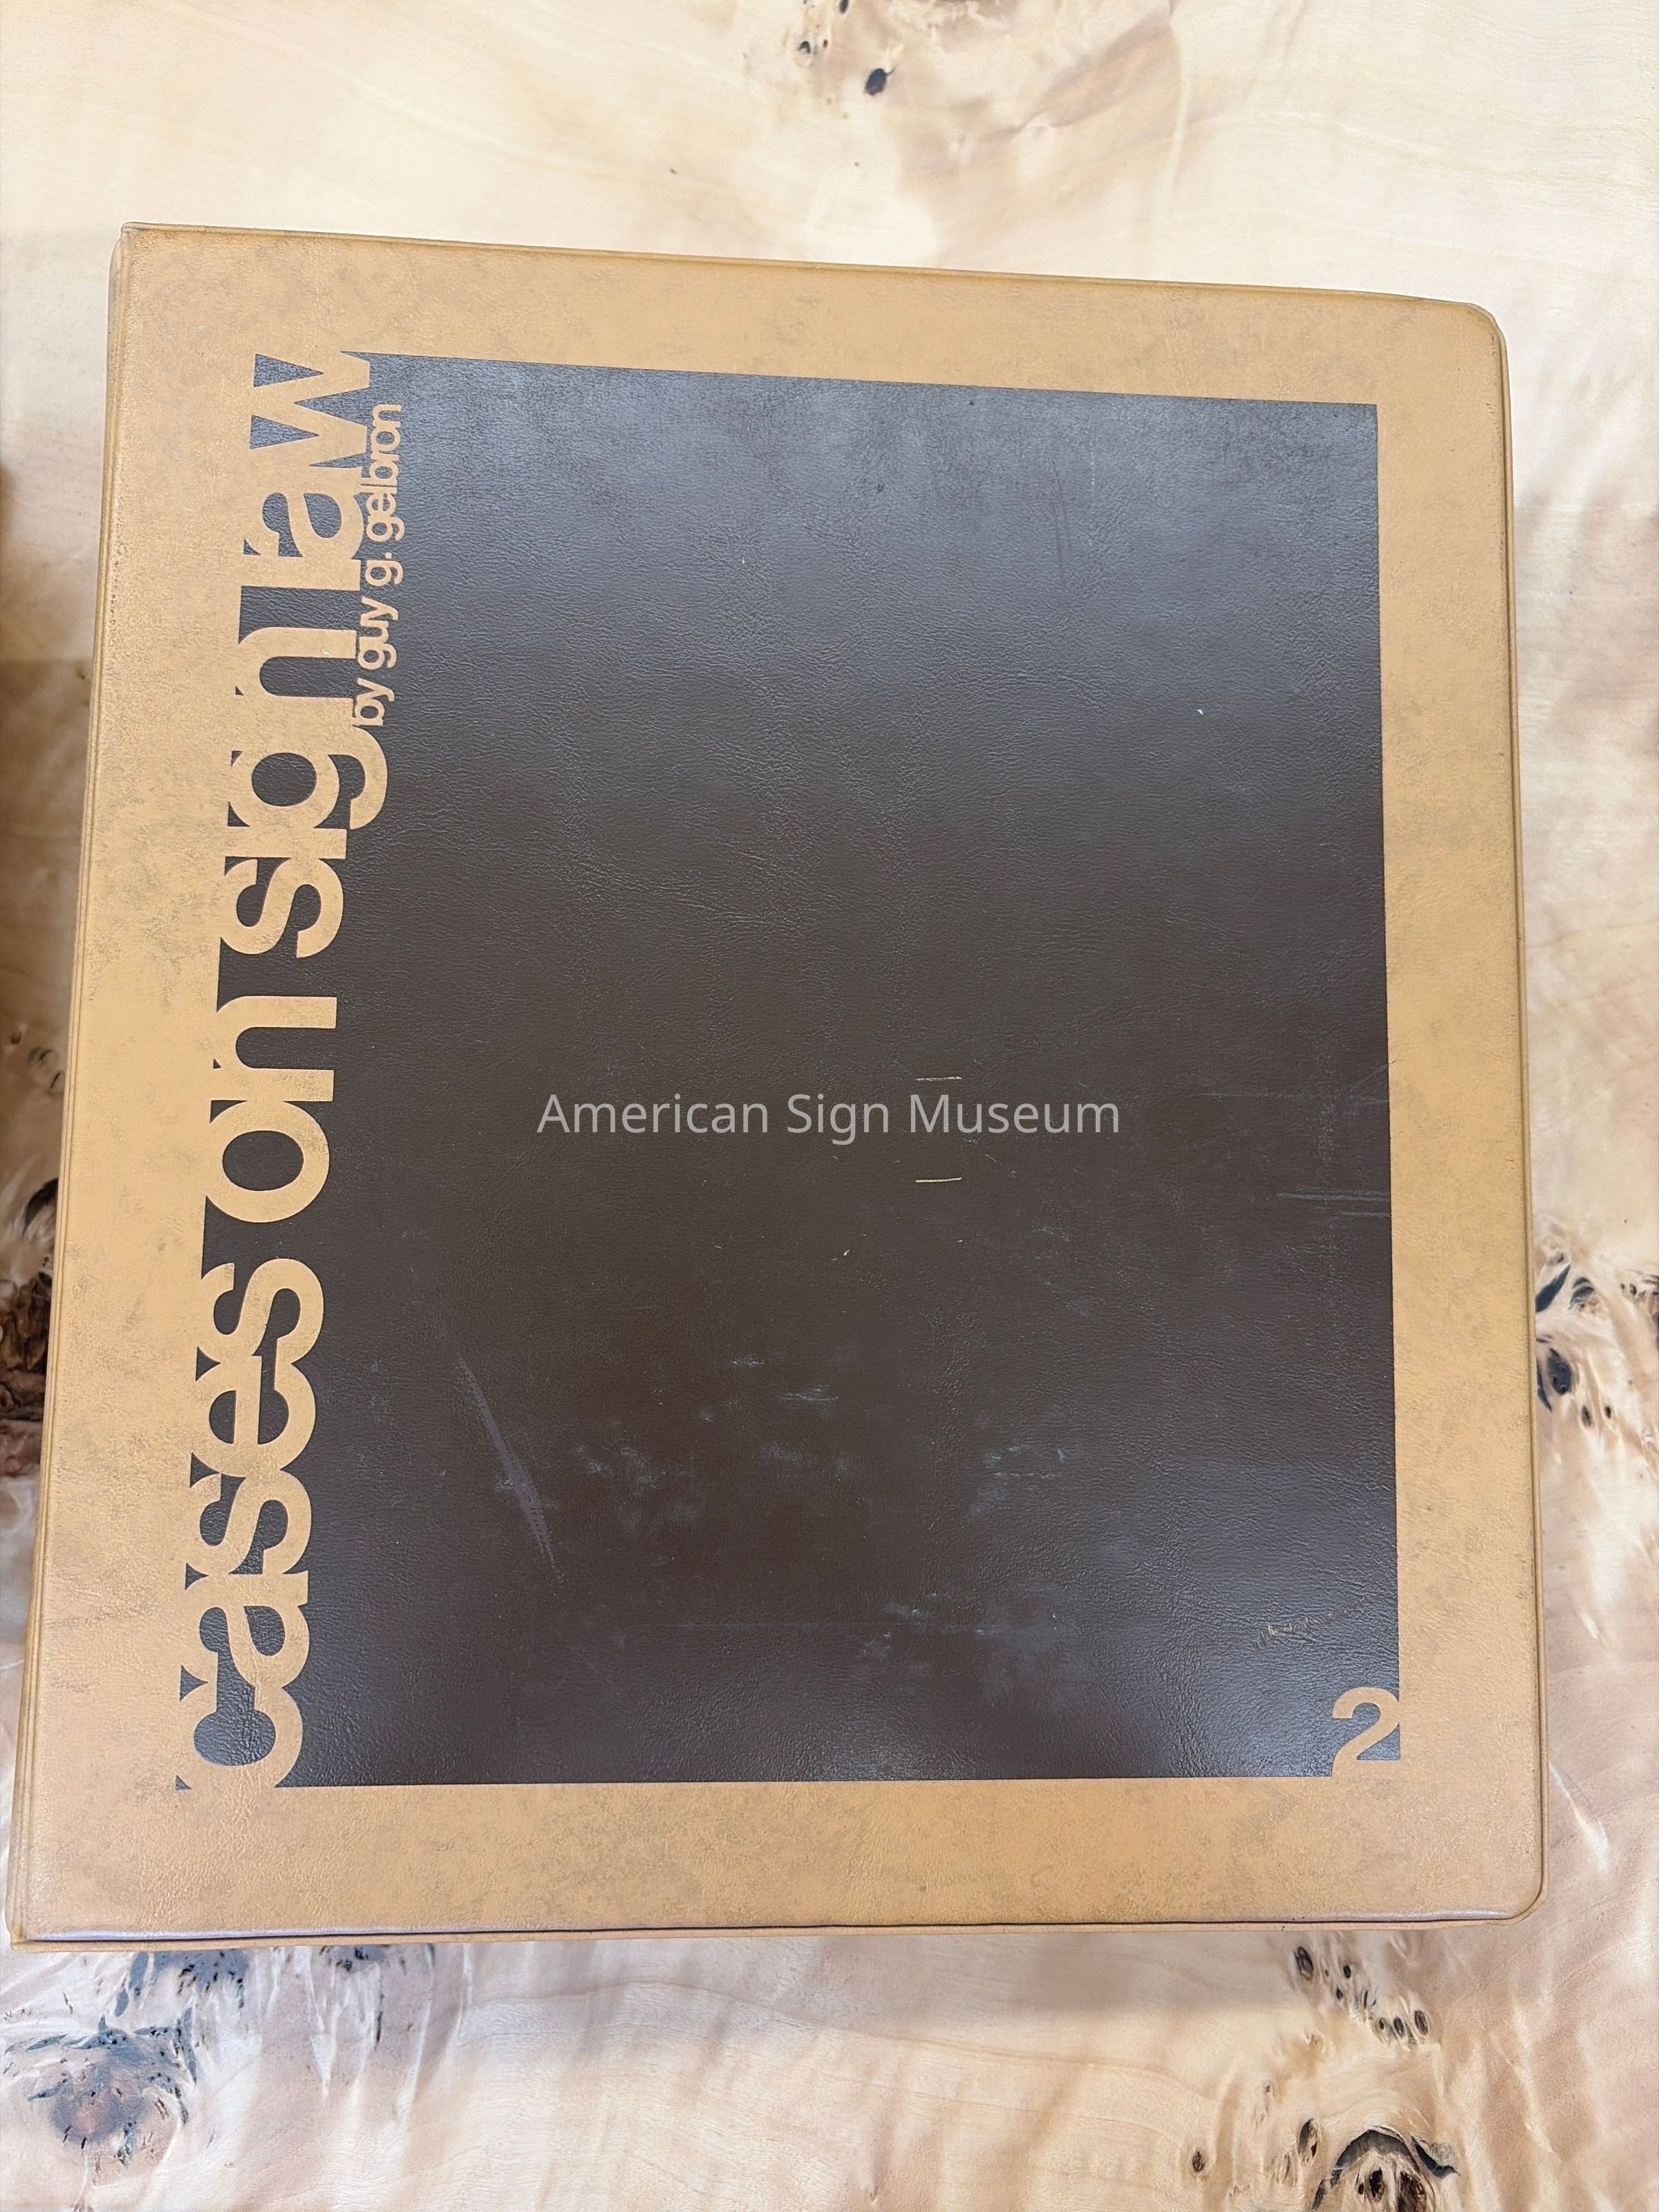 cases on sign law
by guy g. gelbron
American Sign Museum
2